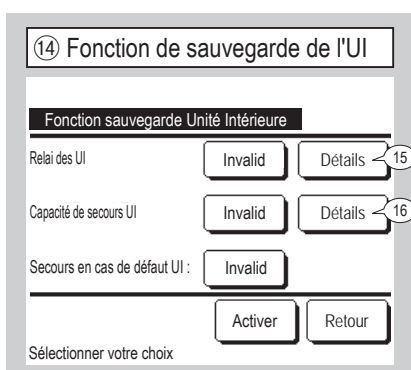 14 Fonction de sauvegarde de l'UI
Fonction sauvegarde Unité Intérieure
Relai des UI Invalid Détails 15
Capacité de secours UI Invalid Détails 16
Secours en cas de défaut UI : Invalid
Activer Retour
Sélectionner votre choix